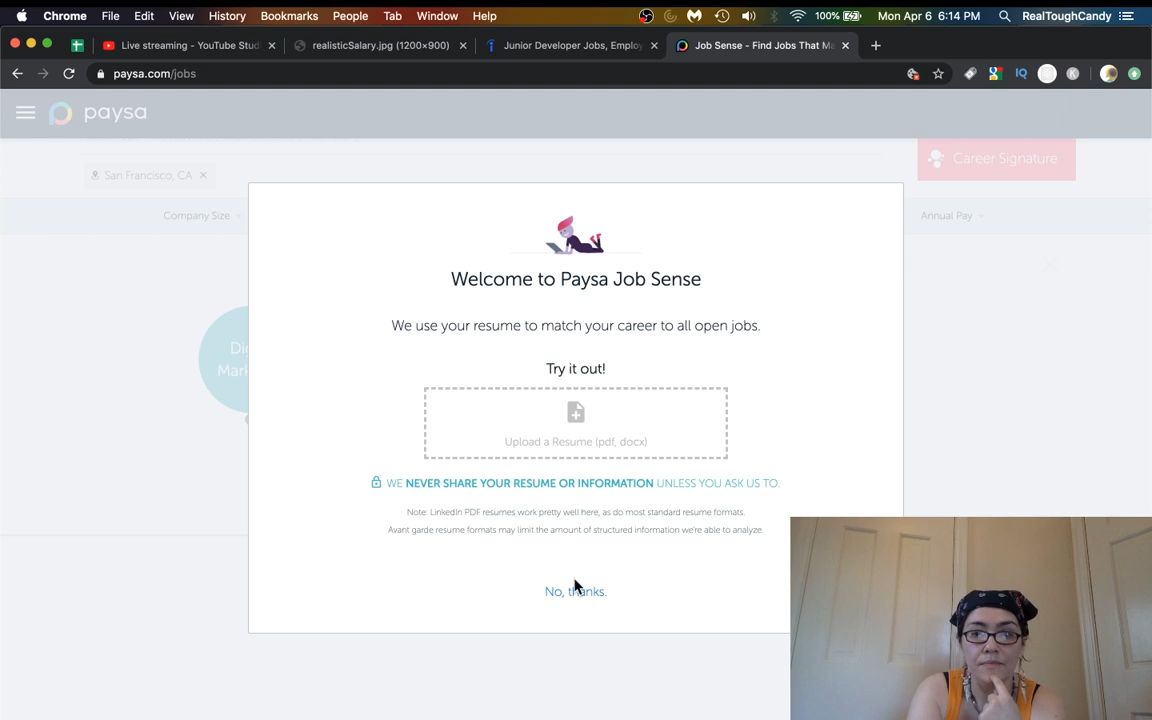 Chrome File Edit View History Bookmarks People Tab Window Help 100% Mon Apr 6 6:14 PM RealToughCandy
Live streaming - YouTube Stud realisticSalary.jpg (1200×900) Junior Developer Jobs, Employ Job Sense - Find Jobs That Ma
paysa.com/jobs IQ K
paysa
Career Signature
San Francisco, CA
Company Size Annual Pay
Welcome to Paysa Job Sense
We use your resume to match your career to all open jobs.
Try it out!
Upload a Resume (pdf, docx)
WE NEVER SHARE YOUR RESUME OR INFORMATION UNLESS YOU ASK US TO.
Note: LinkedIn PDF resumes work pretty well here, as do most standard resume formats.
Avant garde resume formats may limit the amount of structured information we're able to analyze.
No, thanks.